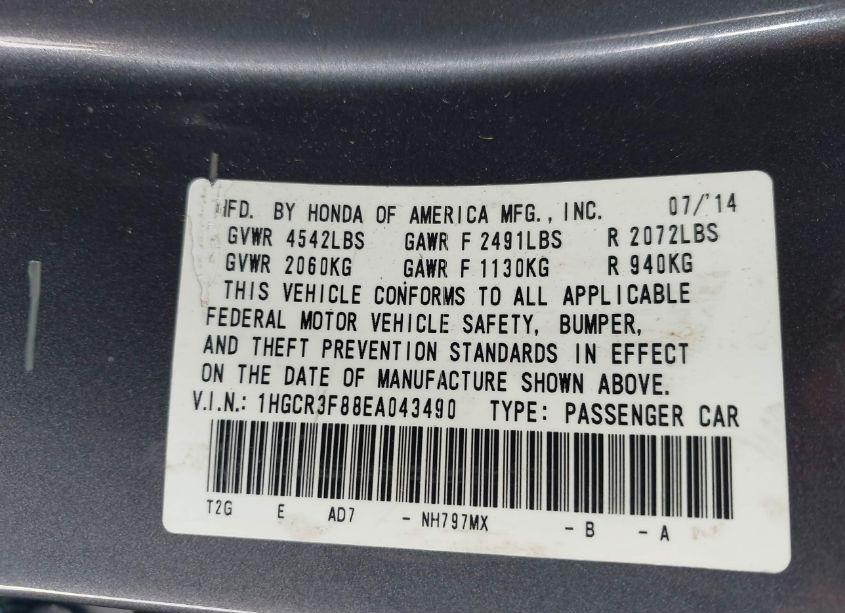 MFD. BY HONDA OF AMERICA MFG., INC. 07/'14
GVWR 4542LBS GAWR F 2491LBS R 2072LBS
GVWR 2060KG GAWR F 1130KG R 940KG
THIS VEHICLE CONFORMS TO ALL APPLICABLE
FEDERAL MOTOR VEHICLE SAFETY, BUMPER,
AND THEFT PREVENTION STANDARDS IN EFFECT
ON THE DATE OF MANUFACTURE SHOWN ABOVE.
V.I.N.: 1HGCR3F88EA043490 TYPE: PASSENGER CAR
T2G E AD7 - NH797MX - B - A